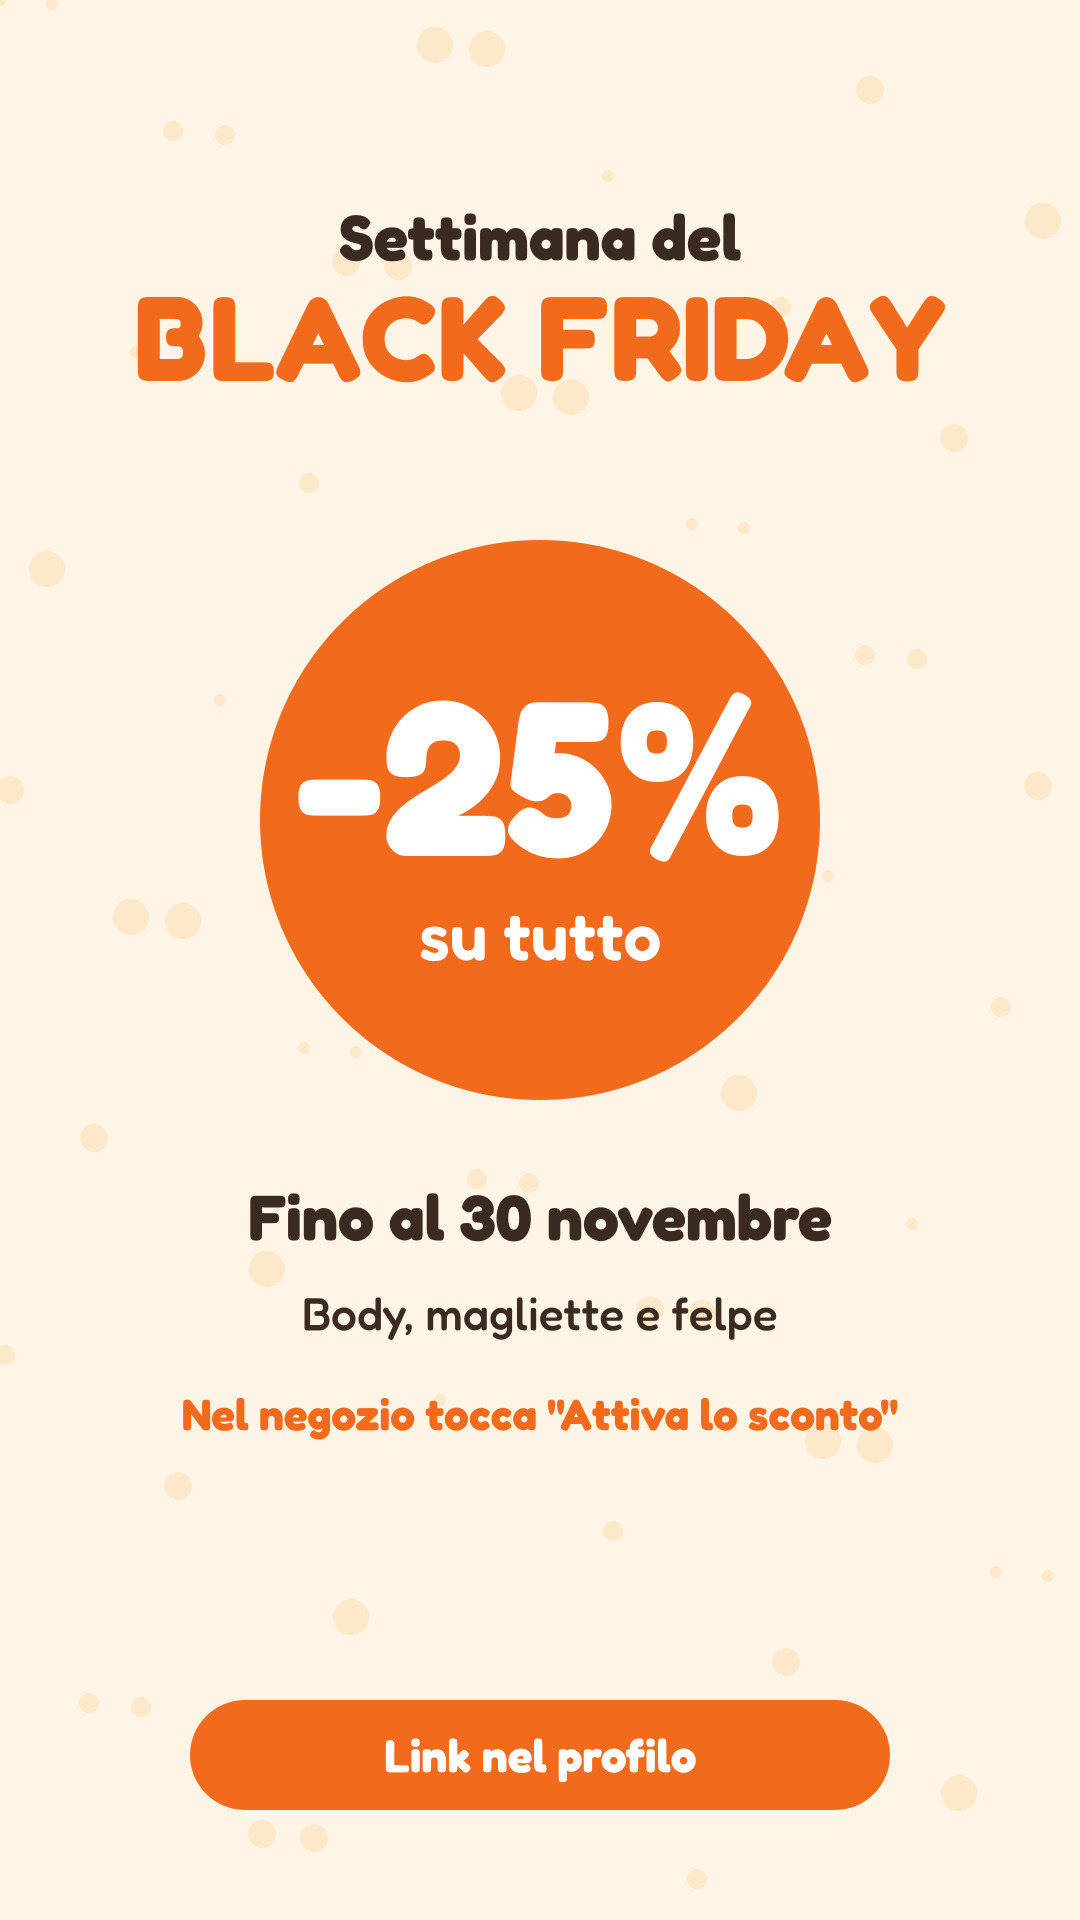 Settimana del
BLACK FRIDAY
-25%
su tutto
Fino al 30 novembre
Body, magliette e felpe
Nel negozio tocca "Attiva lo sconto"
Link nel profilo